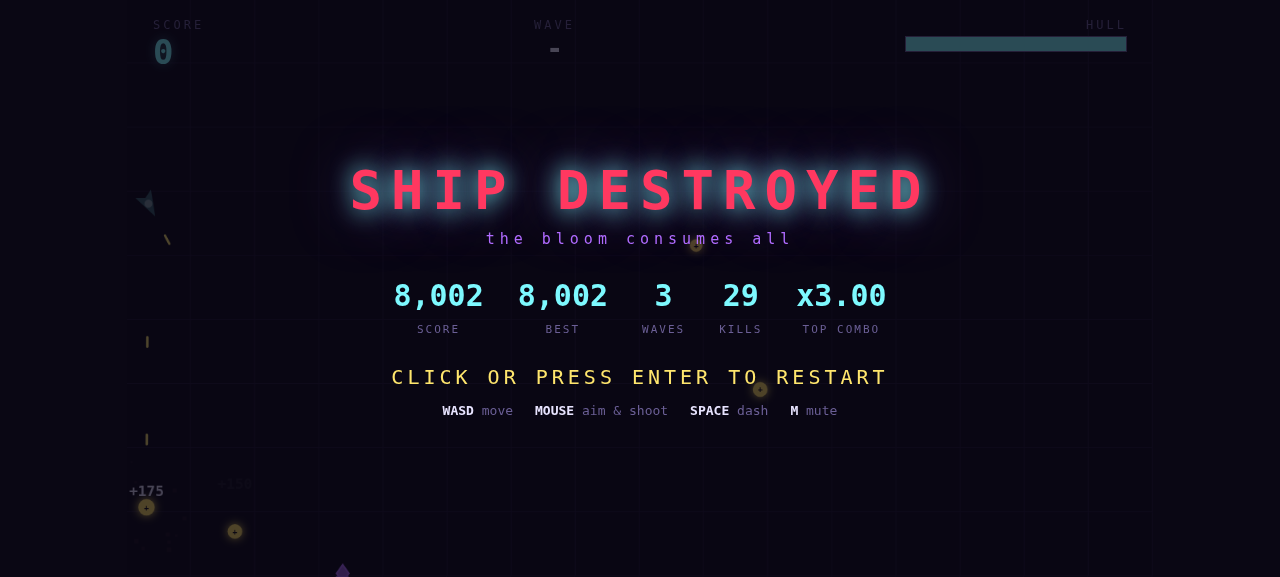 SCORE
WAVE
HULL
0
-
SHIP DESTROYED
the bloom consumes all
8,002
8,002
3
29
x3.00
SCORE
BEST
WAVES
KILLS
TOP COMBO
CLICK OR PRESS ENTER TO RESTART
WASD move MOUSE aim & shoot SPACE dash M mute
+175